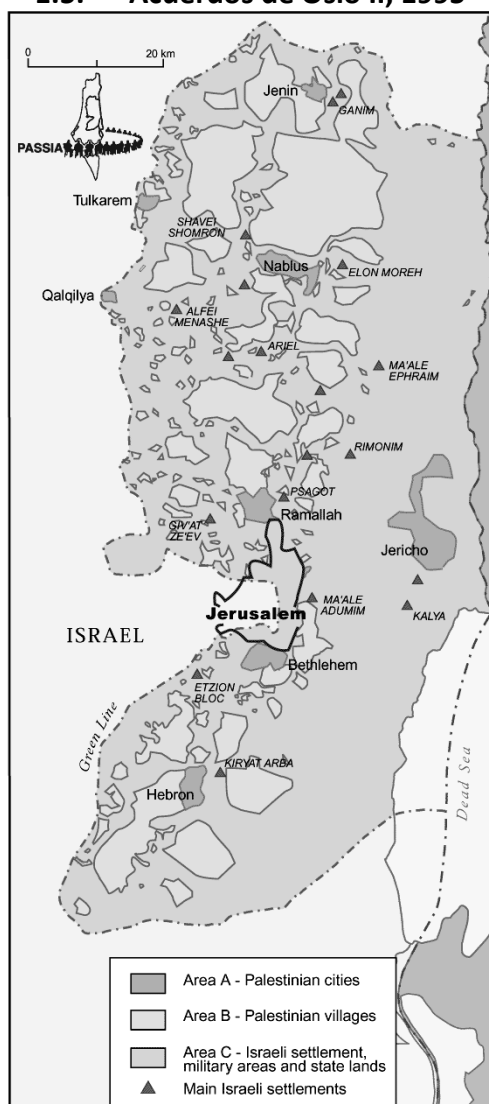 2.3. Acuerdos de Oslo II, 1995
0 20 km
PASSIA
Jenin
GANIM
Tulkarem
SHAVEI
SHOMRON
Nablus
ELON MOREH
Qalqilya
ALFEI
MENASHE
ARIEL
MA'ALE
EPHRAIM
RIMONIM
PSAGOT
Ramallah
GIV'AT
ZE'EV
Jericho
Jerusalem
MA'ALE
ADUMIM
KALYA
ISRAEL
Bethlehem
ETZION
BLOC
Green Line
Dead Sea
KIRYAT ARBA
Hebron
Area A - Palestinian cities
Area B - Palestinian villages
Area C - Israeli settlement,
military areas and state lands
Main Israeli settlements